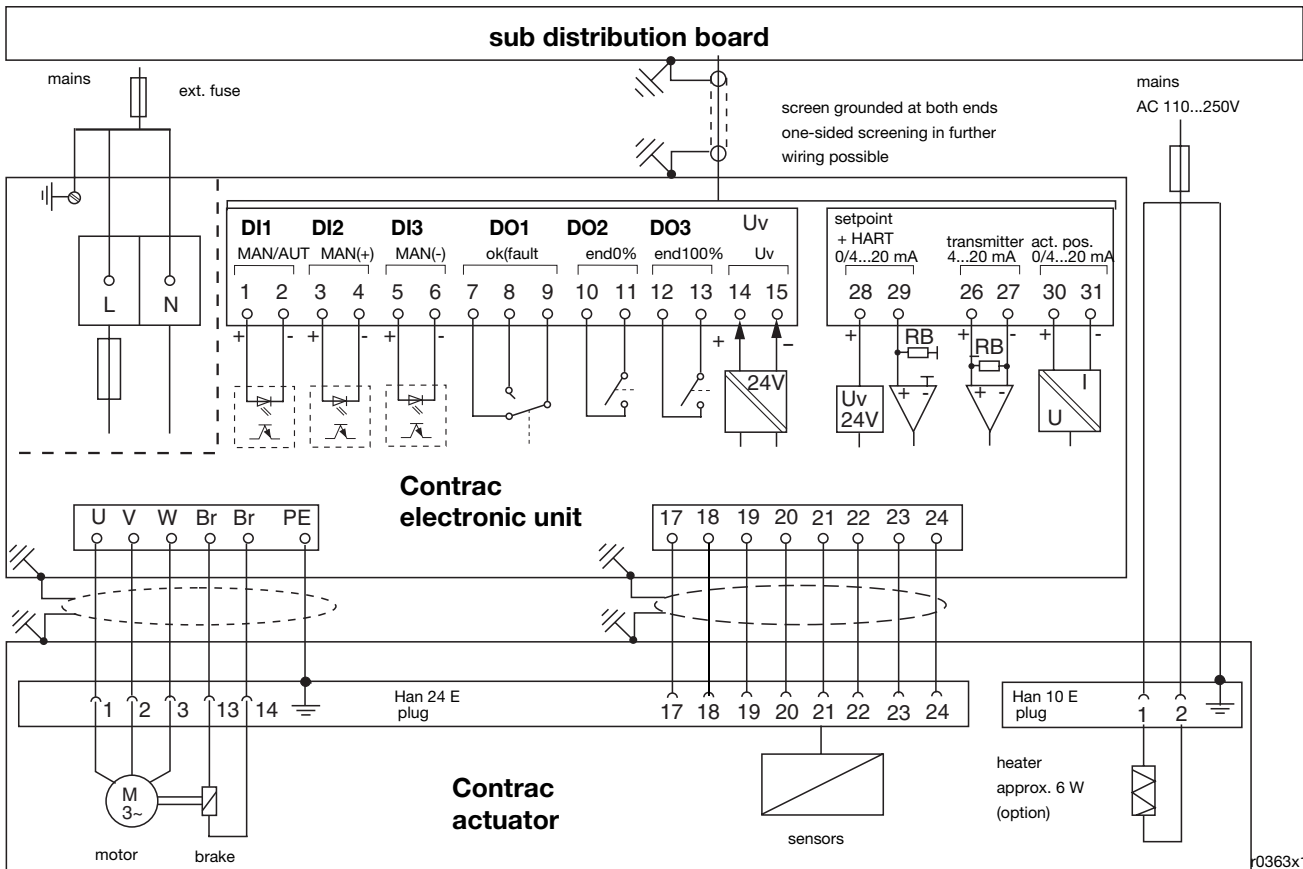 sub distribution board
mains
ext. fuse
screen grounded at both ends
one-sided screening in further
wiring possible
mains
AC 110...250V
DI1 DI2 DI3 DO1 DO2 DO3 Uv
MAN/AUT MAN(+) MAN(-) ok(fault end0% end100% Uv
1 2 3 4 5 6 7 8 9 10 11 12 13 14 15
+ - + - + - + -
24V
setpoint
+ HART
0/4...20 mA
transmitter
4...20 mA
act. pos.
0/4...20 mA
28 29 26 27 30 31
+ + - + -
RB RB
Uv
24V
+ - + -
I
U
L N
Contrac
electronic unit
U V W Br Br PE
17 18 19 20 21 22 23 24
1 2 3 13 14
Han 24 E
plug
17 18 19 20 21 22 23 24
Han 10 E
plug
1 2
M
3~
motor
brake
Contrac
actuator
sensors
heater
approx. 6 W
(option)